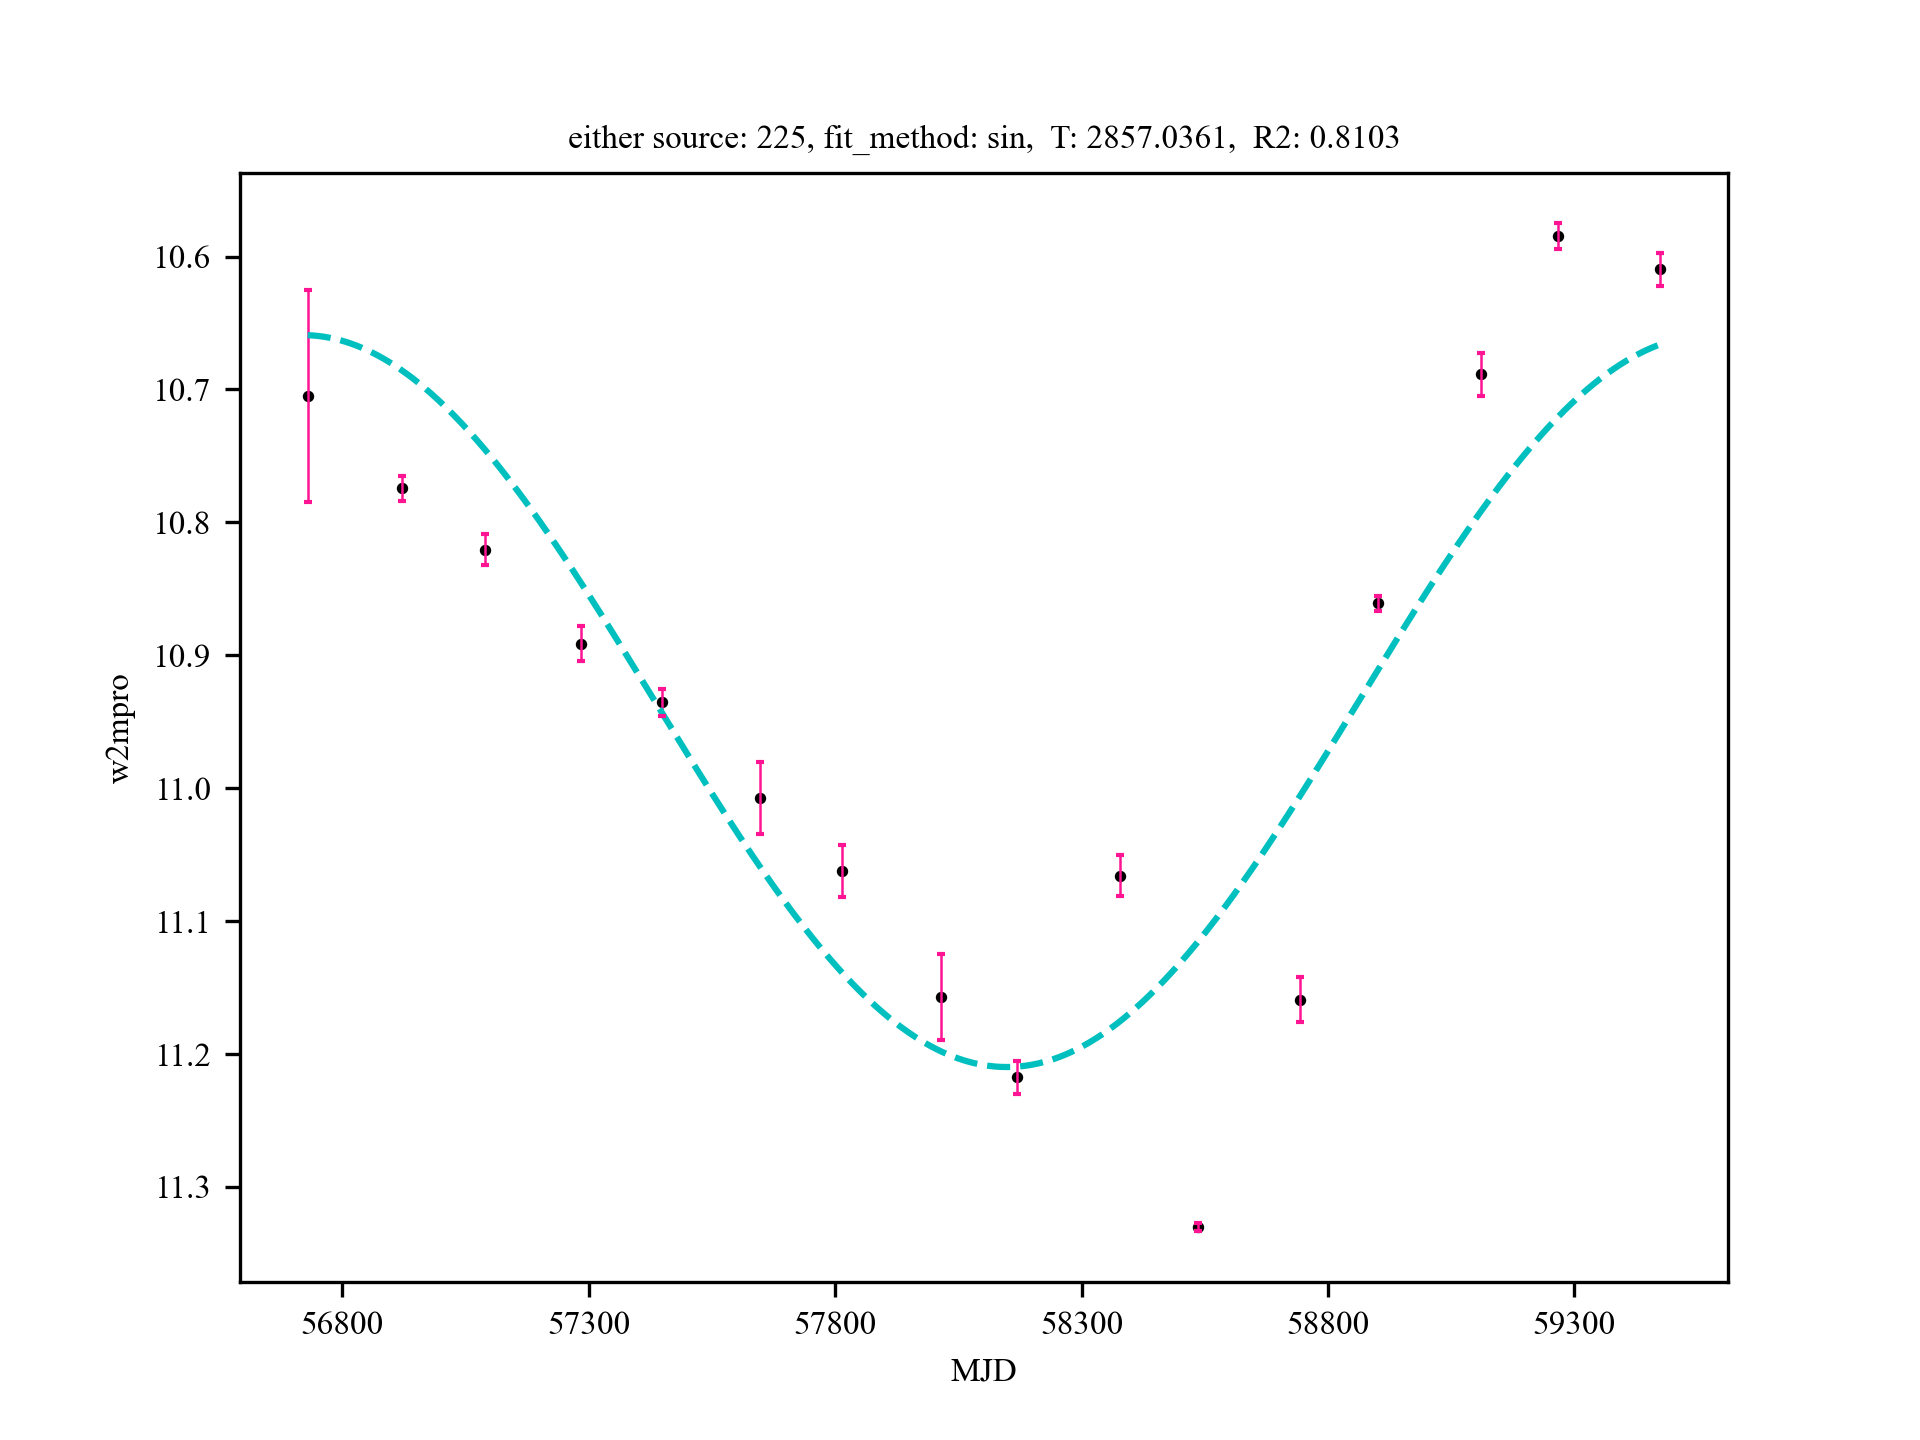 either source: 225, fit_method: sin,  T: 2857.0361,  R2: 0.8103
10.6
10.7
10.8
10.9
11.0
11.1
11.2
11.3
w2mpro
56800 57300 57800 58300 58800 59300
MJD